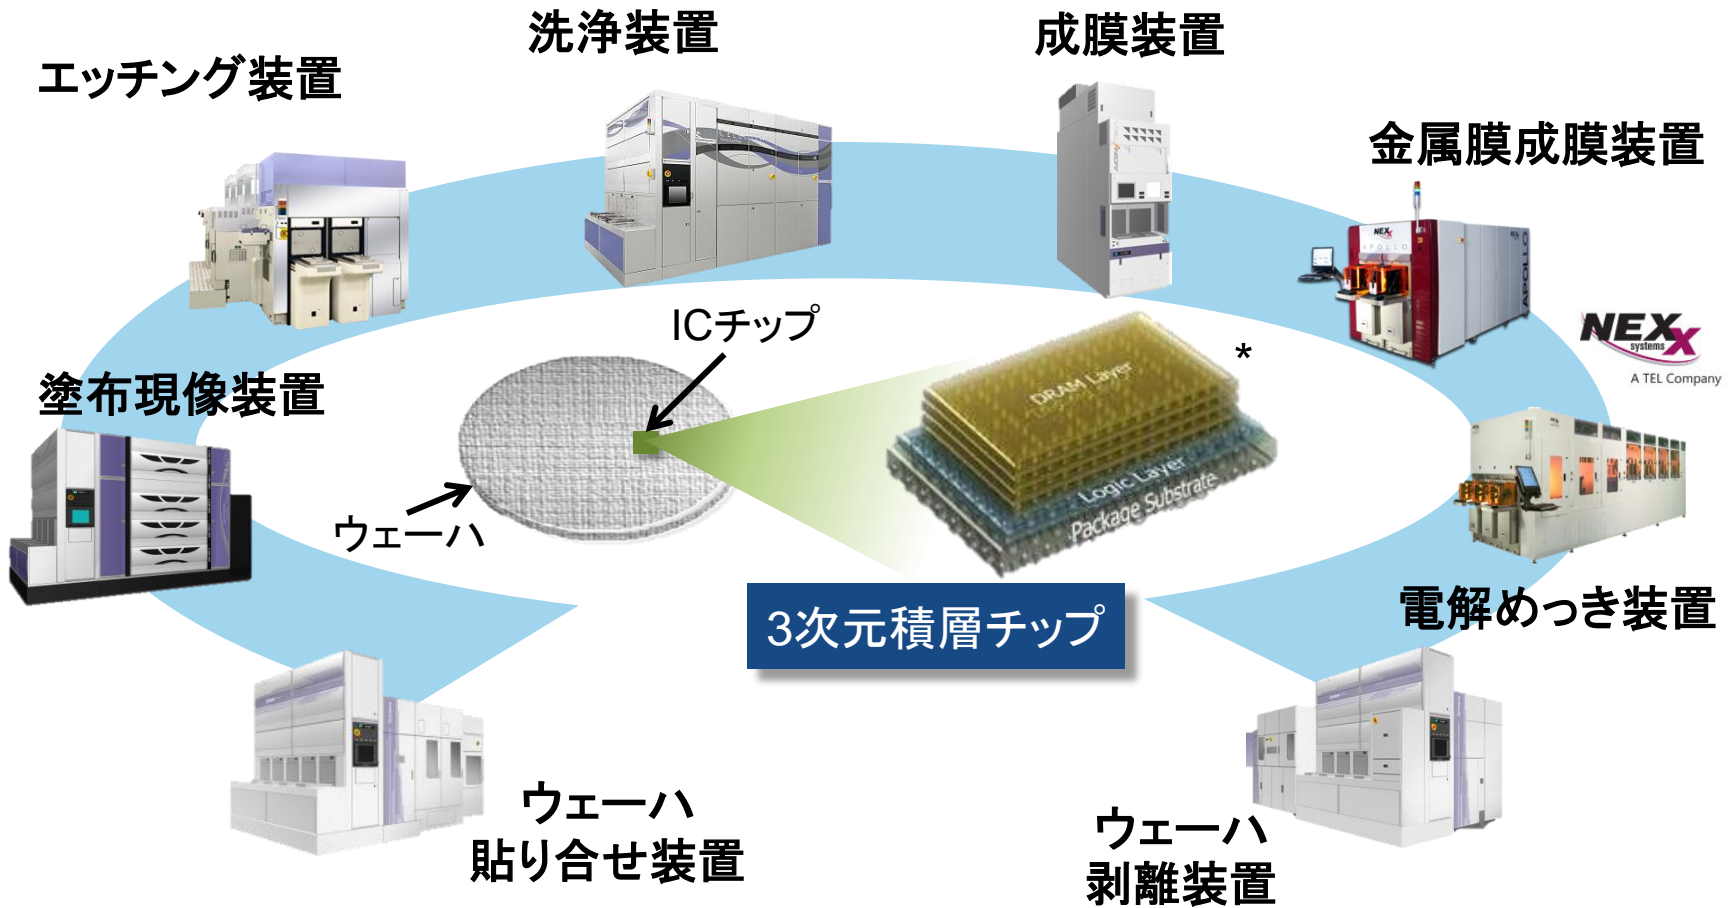 洗浄装置
成膜装置
エッチング装置
金属膜成膜装置
NEXX
APOLLO
APOLLO
ICチップ
*
NEXX
systems
A TEL Company
DRAM Layer
塗布現像装置
Logic Layer
Package Substrate
ウェーハ
3次元積層チップ
電解めっき装置
ウェーハ
貼り合せ装置
ウェーハ
剥離装置